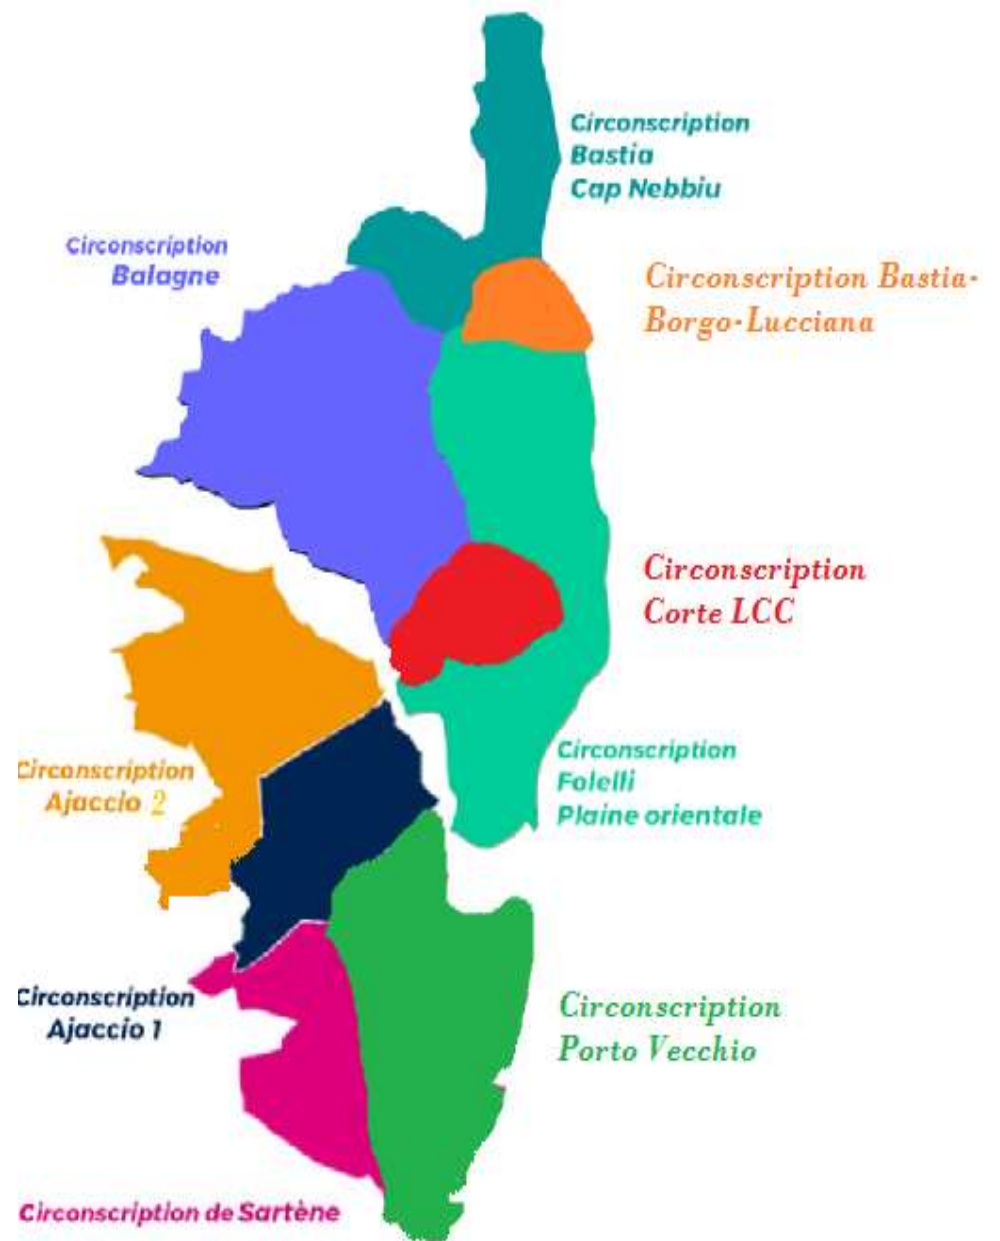 Circonscription
Bastia
Cap Nebbiu
Circonscription
Balagne
Circonscription Bastia-
Borgo-Lucciana
Circonscription
Corte LCC
Circonscription
Folelli
Plaine orientale
Circonscription
Ajaccio 2
Circonscription
Ajaccio 1
Circonscription
Porto Vecchio
Circonscription de Sartène